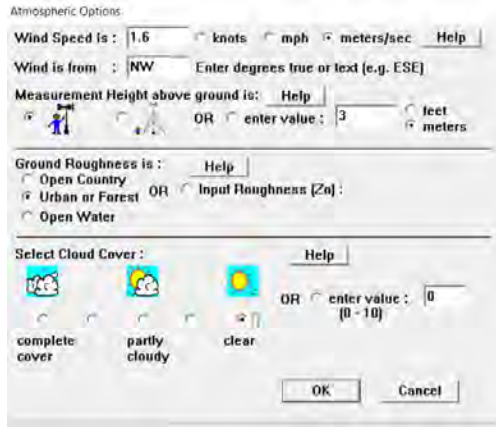 Atmospheric Options
Wind Speed is : 1.6 knots mph meters/sec Help
Wind is from : NW Enter degrees true or text (e.g. ESE)
Measurement Height above ground is: Help
OR enter value : 3 feet
meters
Ground Roughness is : Help
Open Country
Urban or Forest OR Input Roughness (Zo) :
Open Water
Select Cloud Cover : Help
OR enter value : 0
(0 - 10)
complete cover partly cloudy clear
OK Cancel